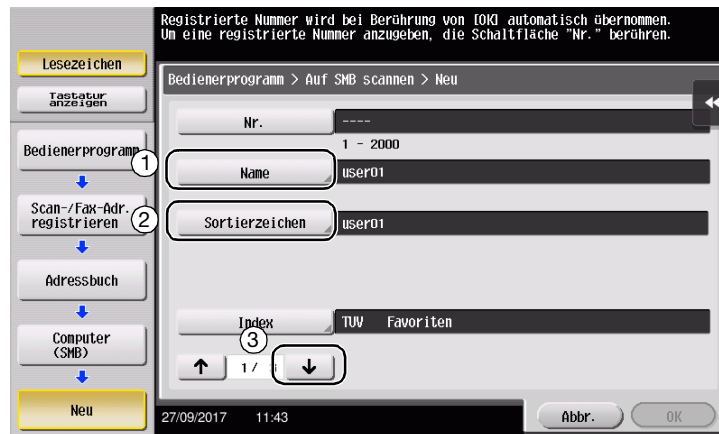 Registrierte Nummer wird bei Berührung von [OK] automatisch übernommen.
Um eine registrierte Nummer anzugeben, die Schaltfläche "Nr." berühren.
Lesezeichen
Tastatur
anzeigen
Bedienerprogramm
Scan-/Fax-Adr.
registrieren
Adressbuch
Computer
(SMB)
Neu
Bedienerprogramm > Auf SMB scannen > Neu
Nr.
----
1 - 2000
1
Name
user01
2
Sortierzeichen
user01
Index
TUV Favoriten
3
1/
27/09/2017 11:43
Abbr.
OK